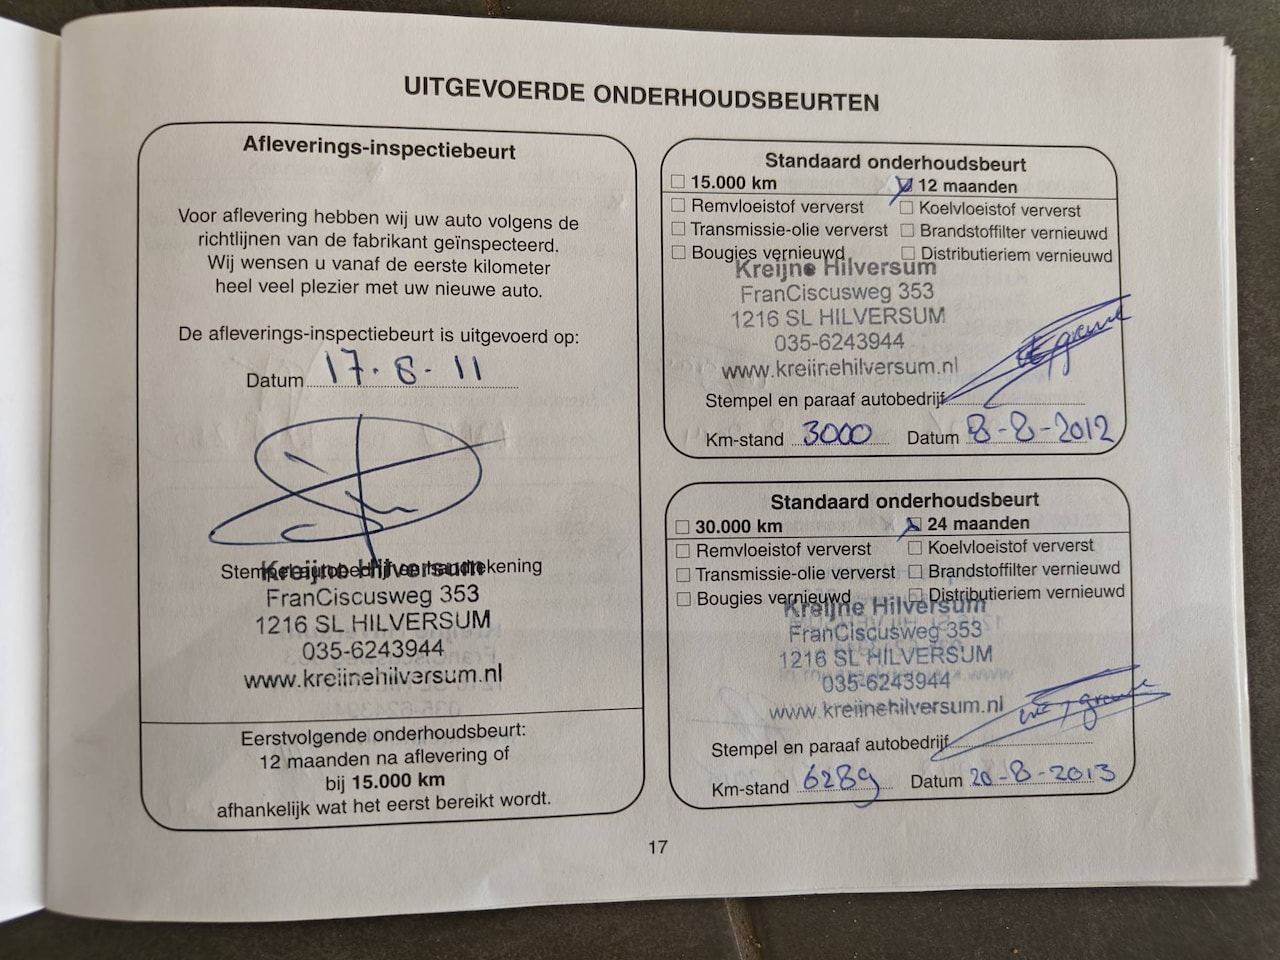 UITGEVOERDE ONDERHOUDSBEURTEN
Afleverings-inspectiebeurt
Voor aflevering hebben wij uw auto volgens de
richtlijnen van de fabrikant geïnspecteerd.
Wij wensen u vanaf de eerste kilometer
heel veel plezier met uw nieuwe auto.
De afleverings-inspectiebeurt is uitgevoerd op:
Datum 17.8.11
Kreijne Hilversum
FranCiscusweg 353
1216 SL HILVERSUM
035-6243944
www.kreijnehilversum.nl
Eerstvolgende onderhoudsbeurt:
12 maanden na aflevering of
bij 15.000 km
afhankelijk wat het eerst bereikt wordt.
Standaard onderhoudsbeurt
15.000 km 12 maanden
Remvloeistof ververst Koelvloeistof ververst
Transmissie-olie ververst Brandstoffilter vernieuwd
Bougies vernieuwd Distributieriem vernieuwd
Kreijne Hilversum
FranCiscusweg 353
1216 SL HILVERSUM
035-6243944
www.kreijnehilversum.nl
Stempel en paraaf autobedrijf
Km-stand 3000 Datum 8-8-2012
Standaard onderhoudsbeurt
30.000 km 24 maanden
Remvloeistof ververst Koelvloeistof ververst
Transmissie-olie ververst Brandstoffilter vernieuwd
Bougies vernieuwd Distributieriem vernieuwd
Kreijne Hilversum
FranCiscusweg 353
1216 SL HILVERSUM
035-6243944
www.kreijnehilversum.nl
Stempel en paraaf autobedrijf
Km-stand 6289 Datum 20-8-2013
17